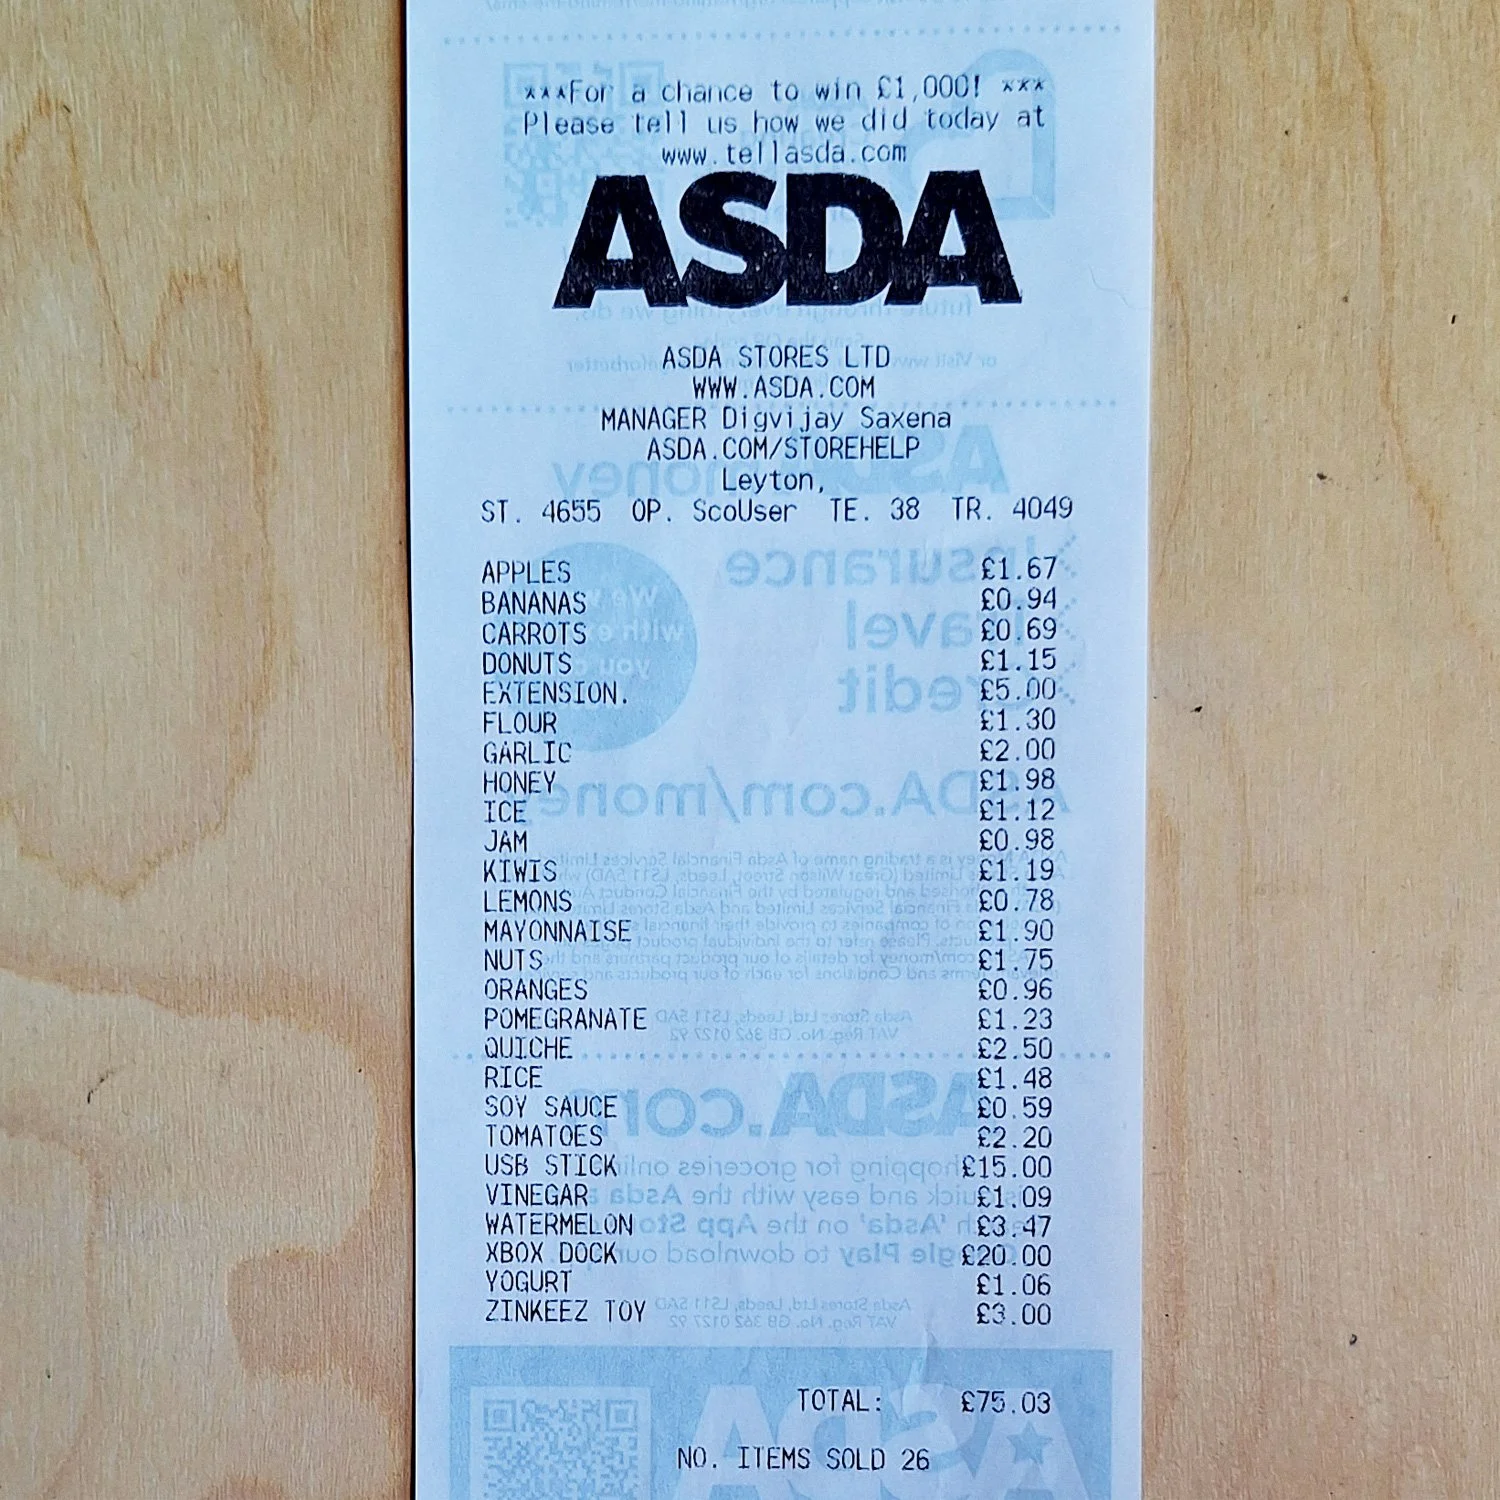 ***For a chance to win £1,000! ***
Please tell us how we did today at
www.tellasda.com
ASDA
ASDA STORES LTD
WWW.ASDA.COM
MANAGER Digvijay Saxena
ASDA.COM/STOREHELP
Leyton,
ST. 4655 OP. ScoUser TE. 38 TR. 4049
APPLES £1.67
BANANAS £0.94
CARROTS £0.69
DONUTS £1.15
EXTENSION. £5.00
FLOUR £1.30
GARLIC £2.00
HONEY £1.98
ICE £1.12
JAM £0.98
KIWIS £1.19
LEMONS £0.78
MAYONNAISE £1.90
NUTS £1.75
ORANGES £0.96
POMEGRANATE £1.23
QUICHE £2.50
RICE £1.48
SOY SAUCE £0.59
TOMATOES £2.20
USB STICK £15.00
VINEGAR £1.09
WATERMELON £3.47
XBOX DOCK £20.00
YOGURT £1.06
ZINKEEZ TOY £3.00
TOTAL: £75.03
NO. ITEMS SOLD 26